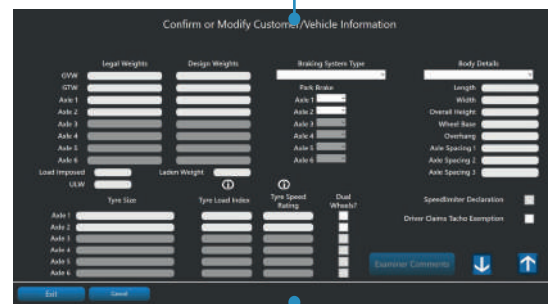 Confirm or Modify Customer/Vehicle Information
Legal Weights Design Weights Braking System Type Body Details
GVW
GTW Park Brake Length
Axle 1 Axle 1 Width
Axle 2 Axle 2 Overall Height
Axle 3 Axle 3 Wheel Base
Axle 4 Axle 4 Overhang
Axle 5 Axle 5 Axle Spacing 1
Axle 6 Axle 6 Axle Spacing 2
Load Imposed Laden Weight Axle Spacing 3
ULW
Tyre Size Tyre Load Index Tyre Speed Rating Dual Wheels? Speedlimiter Declaration
Axle 1 Driver Claims Tacho Exemption
Axle 2
Axle 3
Axle 4
Axle 5 Examiner Comments
Axle 6
Exit Cancel